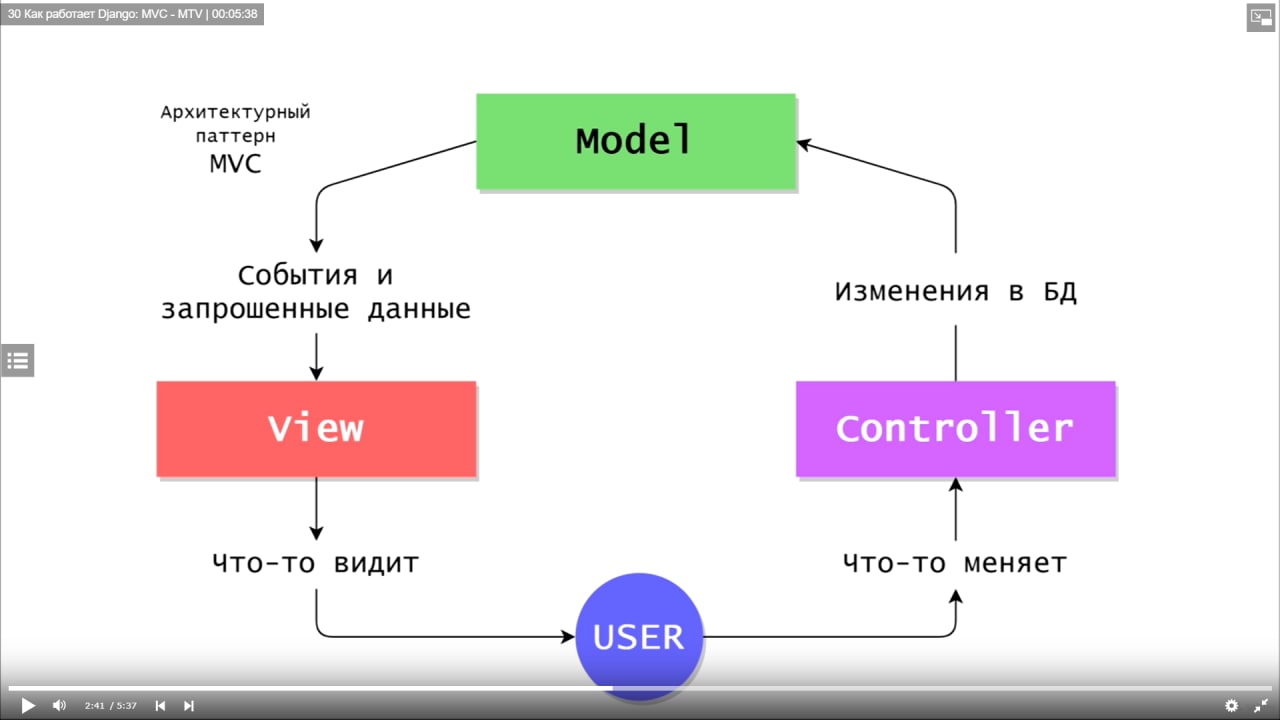 30 Как работает Django: MVC - MTV | 00:05:38
Архитектурный
паттерн
MVC
Model
События и
запрошенные данные
Изменения в БД
View
Controller
Что-то видит
Что-то меняет
USER
2:41 / 5:37